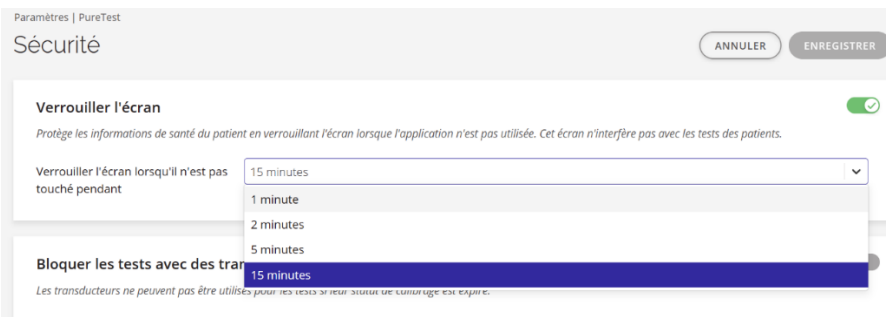 Paramètres | PureTest
Sécurité
ANNULER
ENREGISTRER
Verrouiller l'écran
Protège les informations de santé du patient en verrouillant l'écran lorsque l'application n'est pas utilisée. Cet écran n'interfère pas avec les tests des patients.
Verrouiller l'écran lorsqu'il n'est pas
touché pendant
15 minutes
1 minute
2 minutes
5 minutes
15 minutes
Bloquer les tests avec des
Les transducteurs ne peuvent pas être utilisés pour les tests si leur statut de calibrage est expiré.